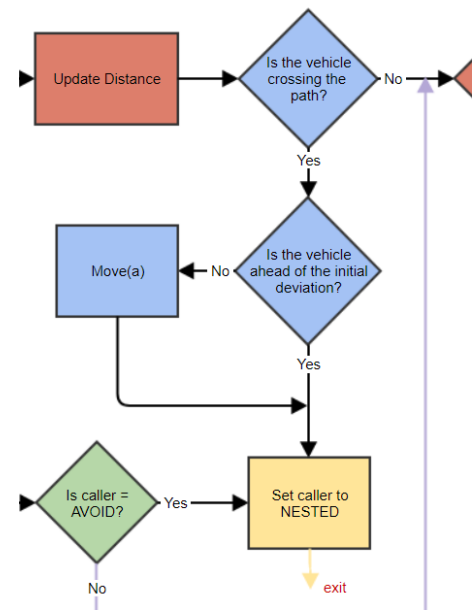 Update Distance
Is the vehicle
crossing the
path?
No
Yes
Move(a)
No
Is the vehicle
ahead of the initial
deviation?
Yes
Is caller =
AVOID?
Yes
Set caller to
NESTED
No
exit